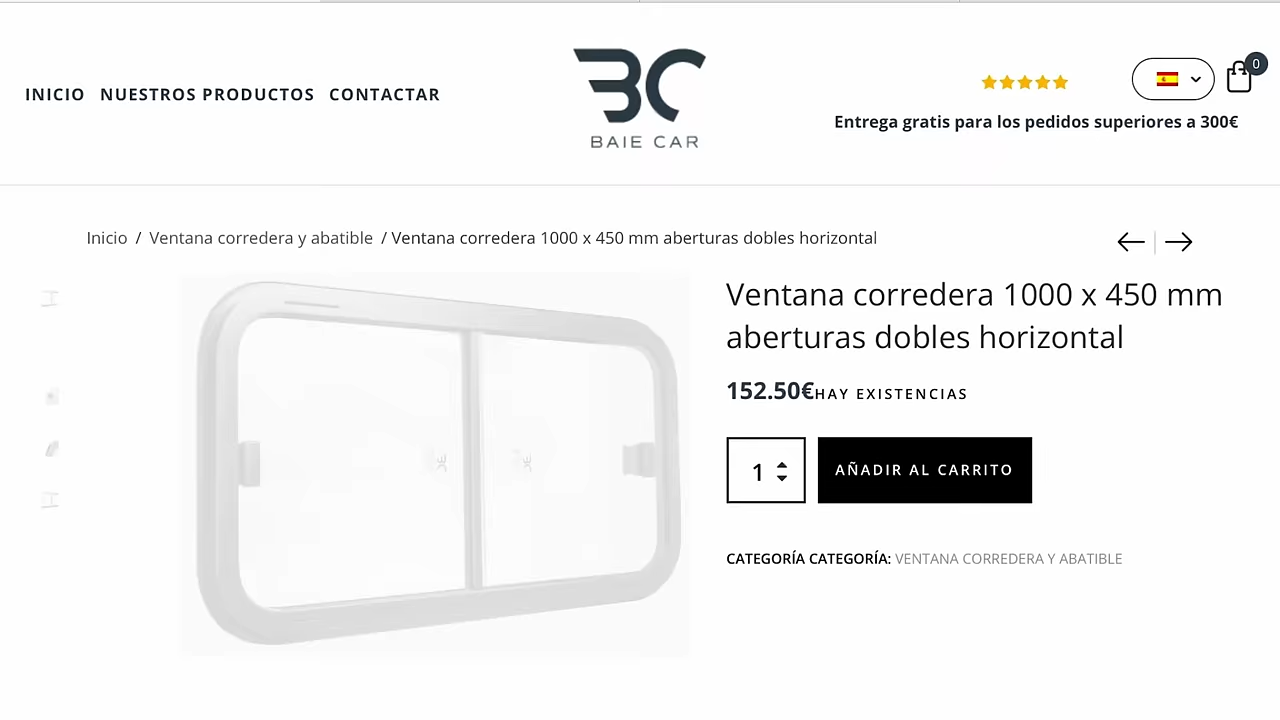 INICIO NUESTROS PRODUCTOS CONTACTAR
BAIE CAR
0
Entrega gratis para los pedidos superiores a 300€
Inicio / Ventana corredera y abatible / Ventana corredera 1000 x 450 mm aberturas dobles horizontal
Ventana corredera 1000 x 450 mm
aberturas dobles horizontal
152.50€HAY EXISTENCIAS
1
AÑADIR AL CARRITO
CATEGORÍA CATEGORÍA: VENTANA CORREDERA Y ABATIBLE